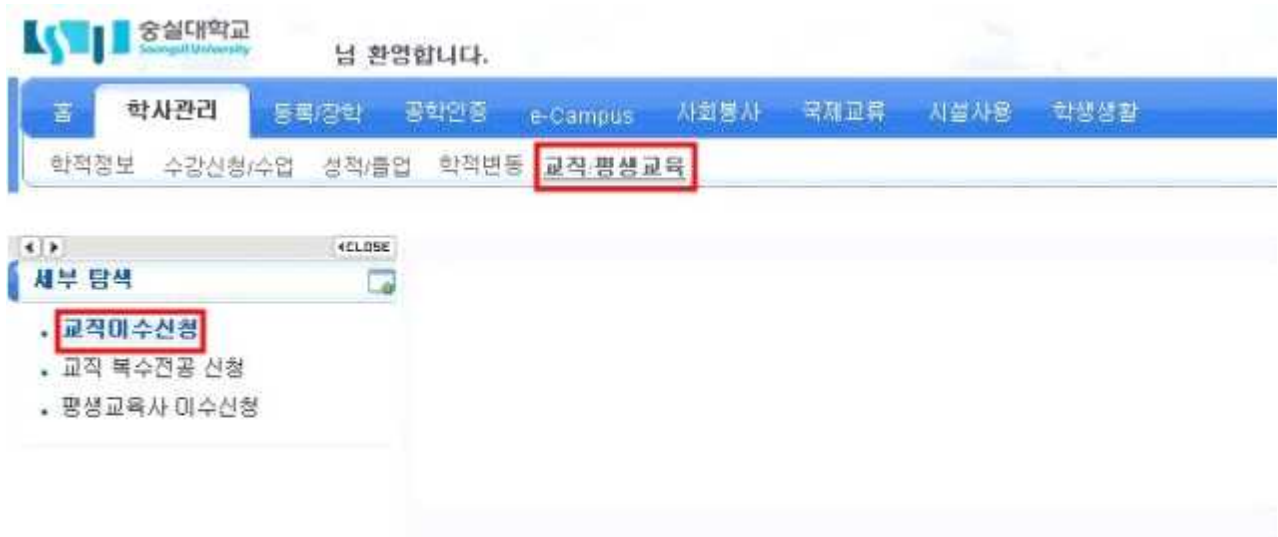 숭실대학교
Soongsil University
님 환영합니다.
홈 학사관리 등록/장학 공학인증 e-Campus 사회봉사 국제교류 시설사용 학생생활
학적정보 수강신청/수업 성적/졸업 학적변동 교직·평생교육
CLOSE
세부 탐색
교직이수신청
교직 복수전공 신청
평생교육사 이수신청